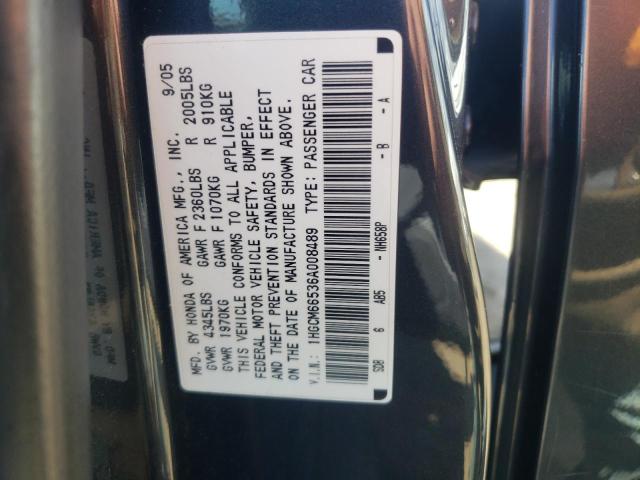 MFD. BY HONDA OF AMERICA MFG., INC. 9/05
GVWR 4345LBS GAWR F 2360LBS R 2005LBS
GVWR 1970KG GAWR F 1070KG R 910KG
THIS VEHICLE CONFORMS TO ALL APPLICABLE
FEDERAL MOTOR VEHICLE SAFETY, BUMPER,
AND THEFT PREVENTION STANDARDS IN EFFECT
ON THE DATE OF MANUFACTURE SHOWN ABOVE.
V.I.N.: 1HGCM66536A008489 TYPE: PASSENGER CAR
SDB 6 AB5 - NH658P - B - A